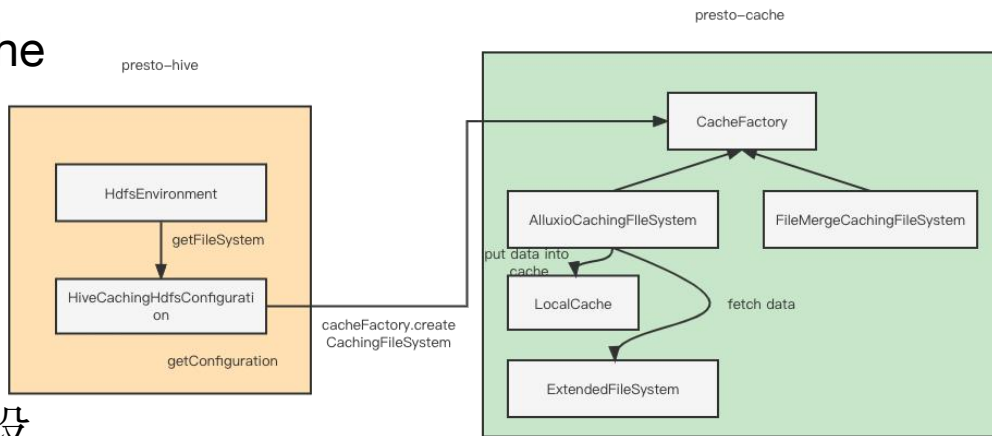 presto-cache
he
presto-hive
CacheFactory
HdfsEnvironment
getFileSystem
AlluxioCachingFIleSystem
FileMergeCachingFileSystem
put data into
cache
HiveCachingHdfsConfigurati
on
LocalCache
fetch data
cacheFactory.create
CachingFileSystem
getConfiguration
ExtendedFileSystem